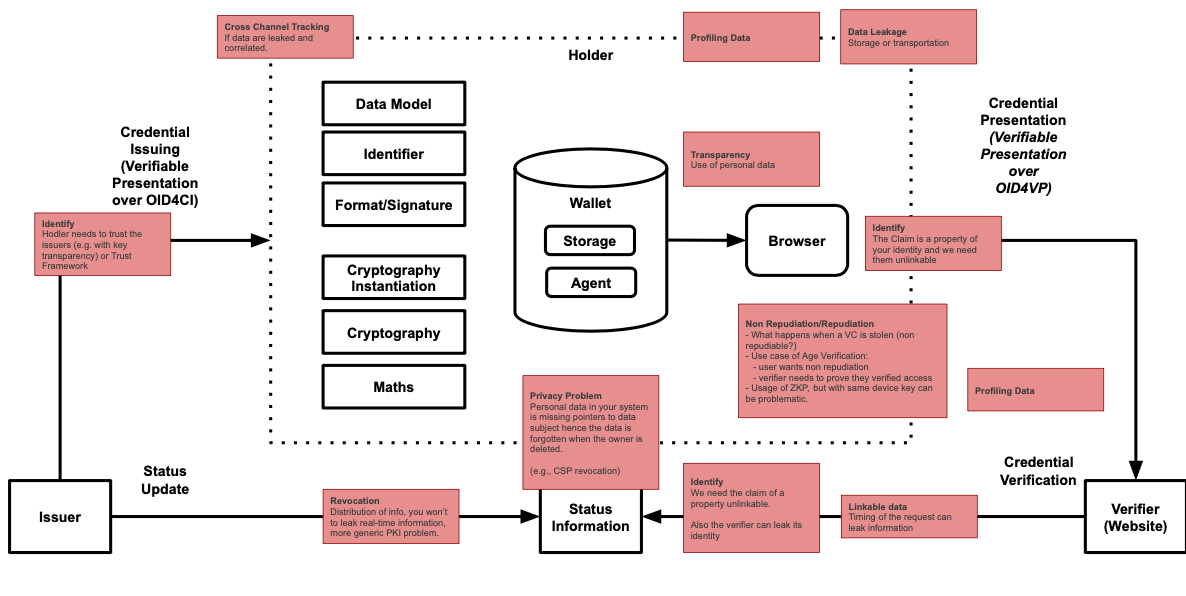 Cross Channel Tracking
If data are leaked and
correlated.
Holder
Profiling Data
Data Leakage
Storage or transportation
Credential
Issuing
(Verifiable
Presentation
over OID4CI)
Data Model
Identifier
Format/Signature
Cryptography
Instantiation
Cryptography
Maths
Wallet
Storage
Agent
Transparency
Use of personal data
Browser
Credential
Presentation
(Verifiable
Presentation
over
OID4VP)
Identify
Hodler needs to trust the
issuers (e.g. with key
transparency) or Trust
Framework
Identify
The Claim is a property of
your identity and we need
them unlinkable
Non Repudiation/Repudiation
- What happens when a VC is stolen (non
repudiable?)
- Use case of Age Verification:
- user wants non repudiation
- verifier needs to prove they verified access
- Usage of ZKP, but with same device key can
be problematic.
Profiling Data
Privacy Problem
Personal data in your system
is missing pointers to data
subject hence the data is
forgotten when the owner is
deleted.
(e.g., CSP revocation)
Issuer
Status
Update
Revocation
Distribution of info, you won't
to leak real-time information,
more generic PKI problem.
Status
Information
Identify
We need the claim of a
property unlinkable.
Also the verifier can leak its
identity
Linkable data
Timing of the request can
leak information
Credential
Verification
Verifier
(Website)